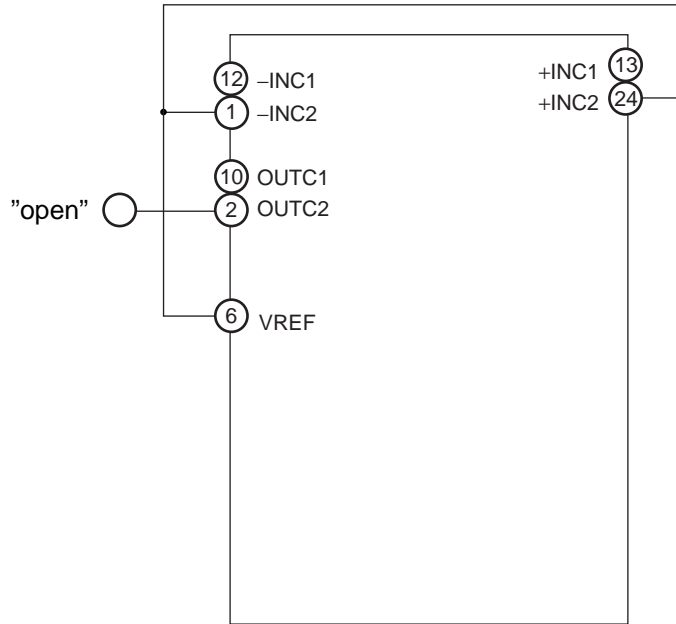 12 –INC1
1 –INC2
10 OUTC1
"open" 2 OUTC2
6 VREF
+INC1 13
+INC2 24